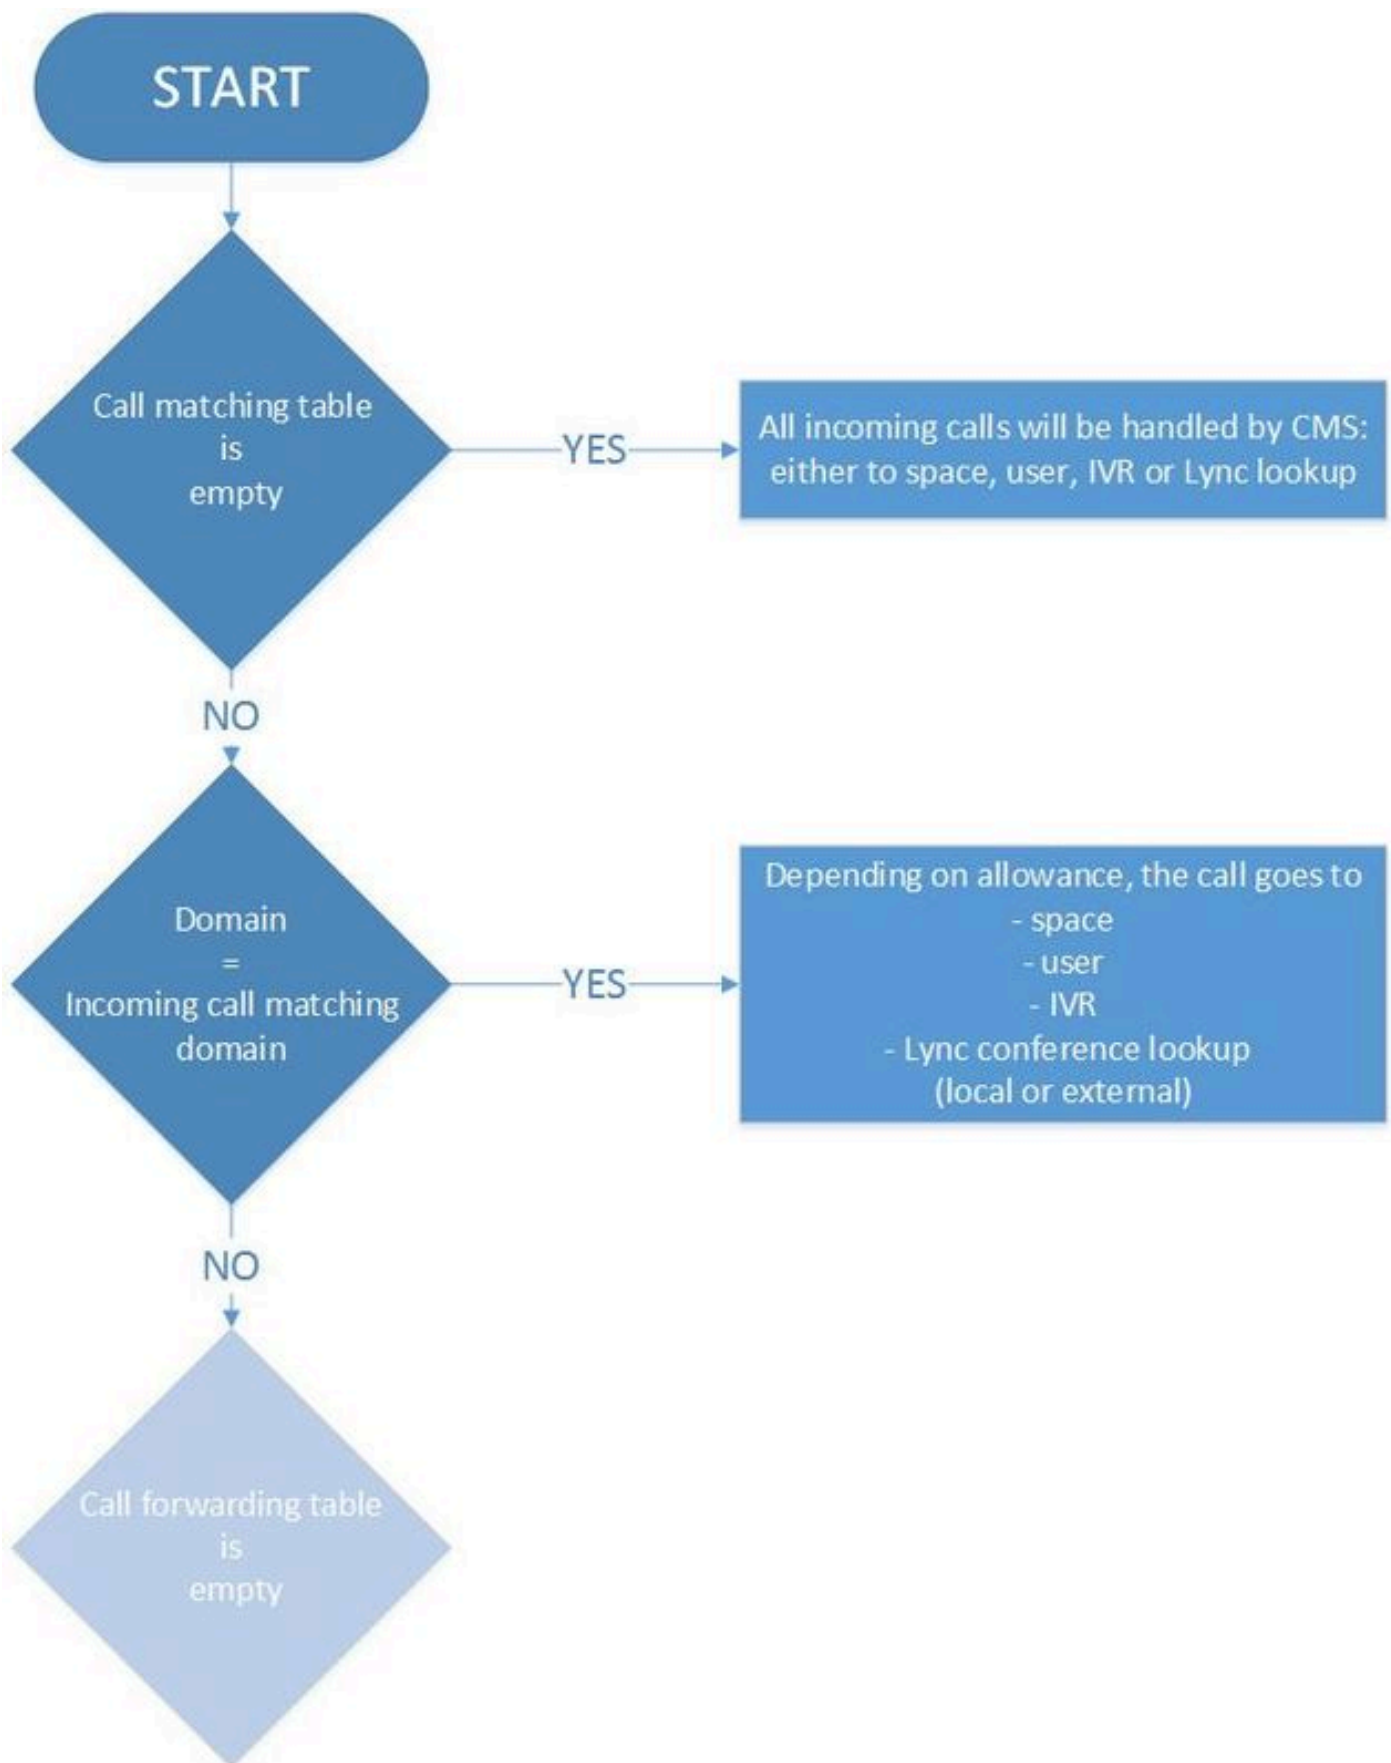 START
Call matching table
is
empty
YES
All incoming calls will be handled by CMS:
either to space, user, IVR or Lync lookup
NO
Domain
=
Incoming call matching
domain
YES
Depending on allowance, the call goes to
- space
- user
- IVR
- Lync conference lookup
(local or external)
NO
Call forwarding table
is
empty